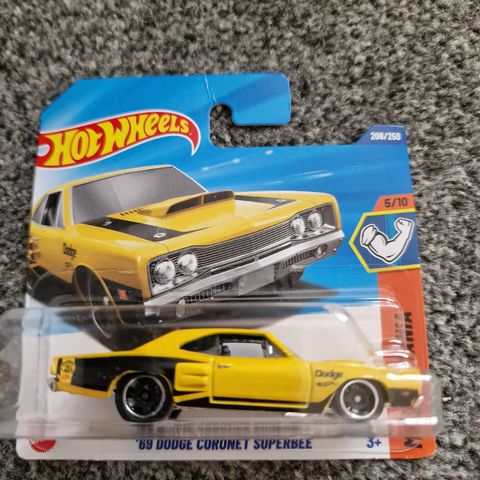 HOT WHEELS
208/250
5/10
Dodge
Dodge
'69 DODGE CORONET SUPERBEE
3+